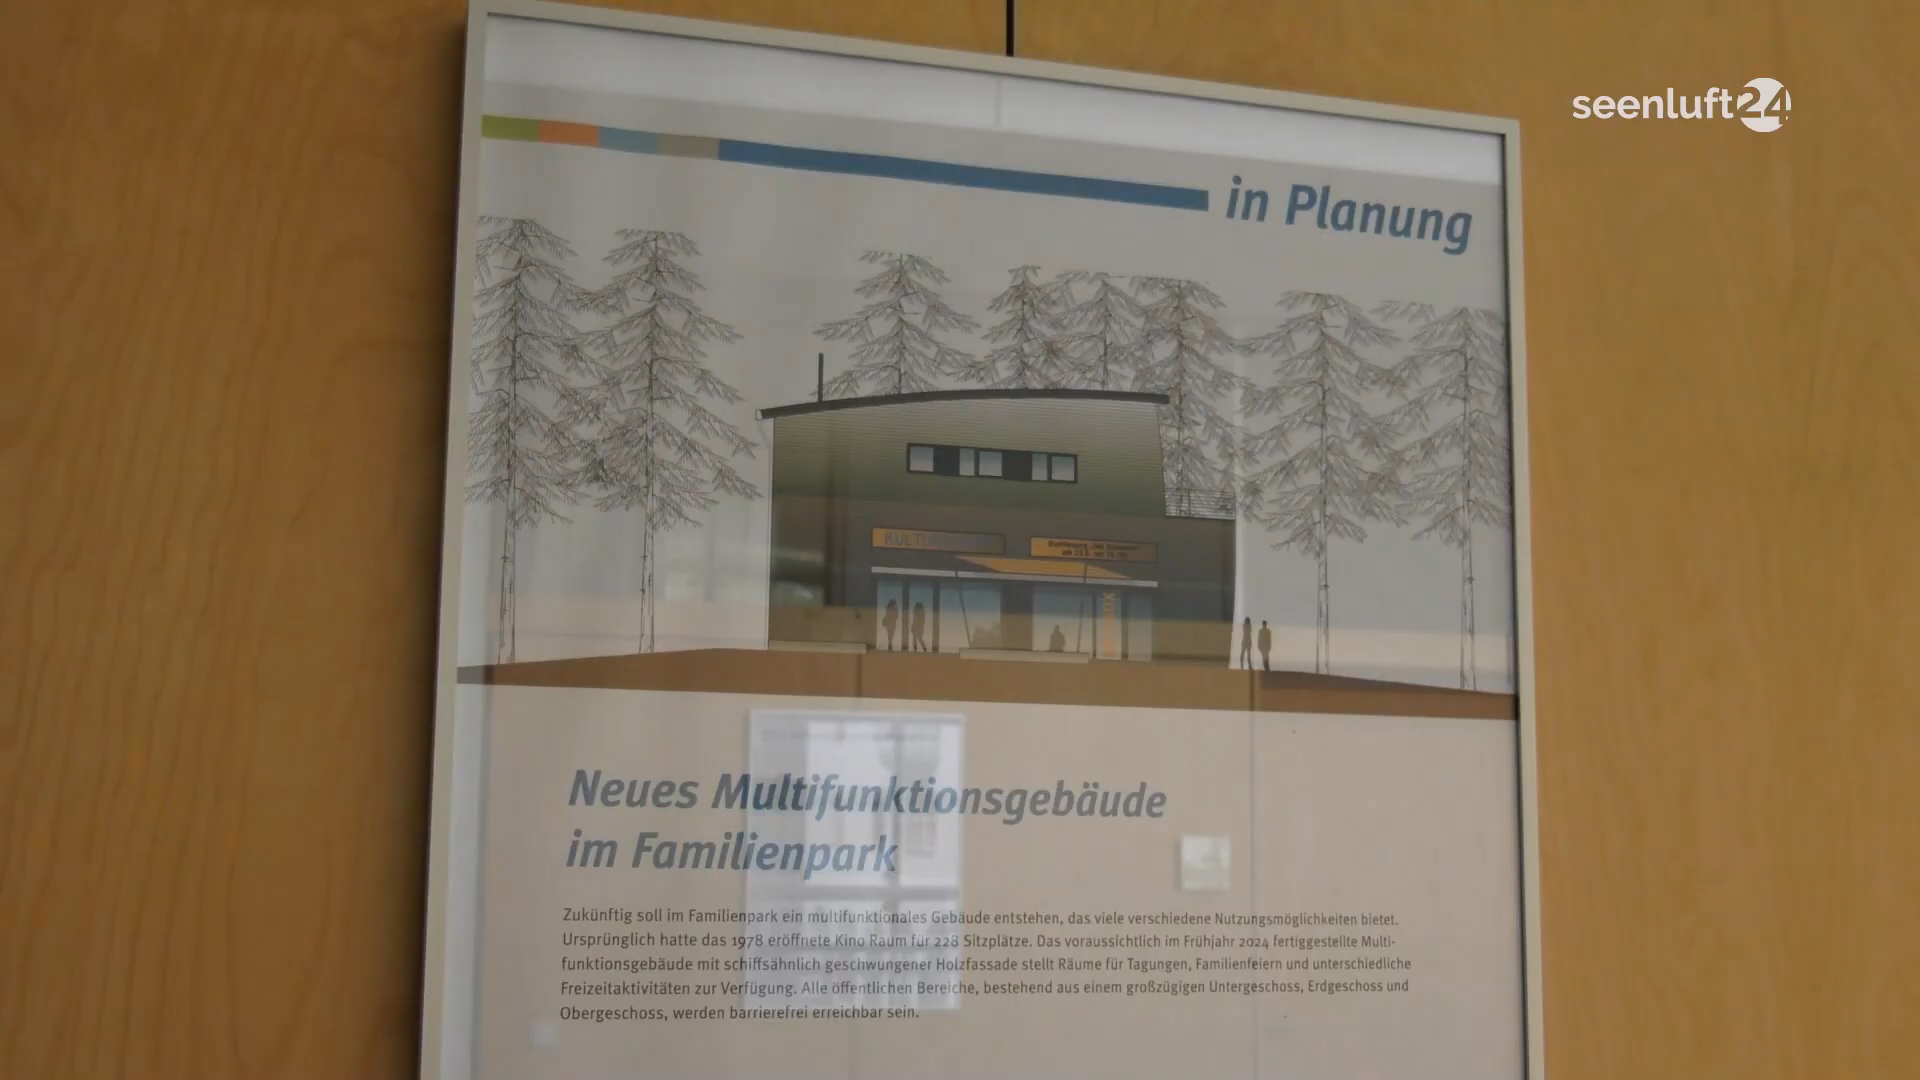 seenluft24
in Planung
Neues Multifunktionsgebäude
im Familienpark
Zukünftig soll im Familienpark ein multifunktionales Gebäude entstehen, das viele verschiedene Nutzungsmöglichkeiten bietet.
Ursprünglich hatte das 1978 eröffnete Kino Raum für 228 Sitzplätze. Das voraussichtlich im Frühjahr 2024 fertiggestellte Multi-
funktionsgebäude mit schiffsähnlich geschwungener Holzfassade stellt Räume für Tagungen, Familienfeiern und unterschiedliche
Freizeitaktivitäten zur Verfügung. Alle öffentlichen Bereiche, bestehend aus einem großzügigen Untergeschoss, Erdgeschoss und
Obergeschoss, werden barrierefrei erreichbar sein.